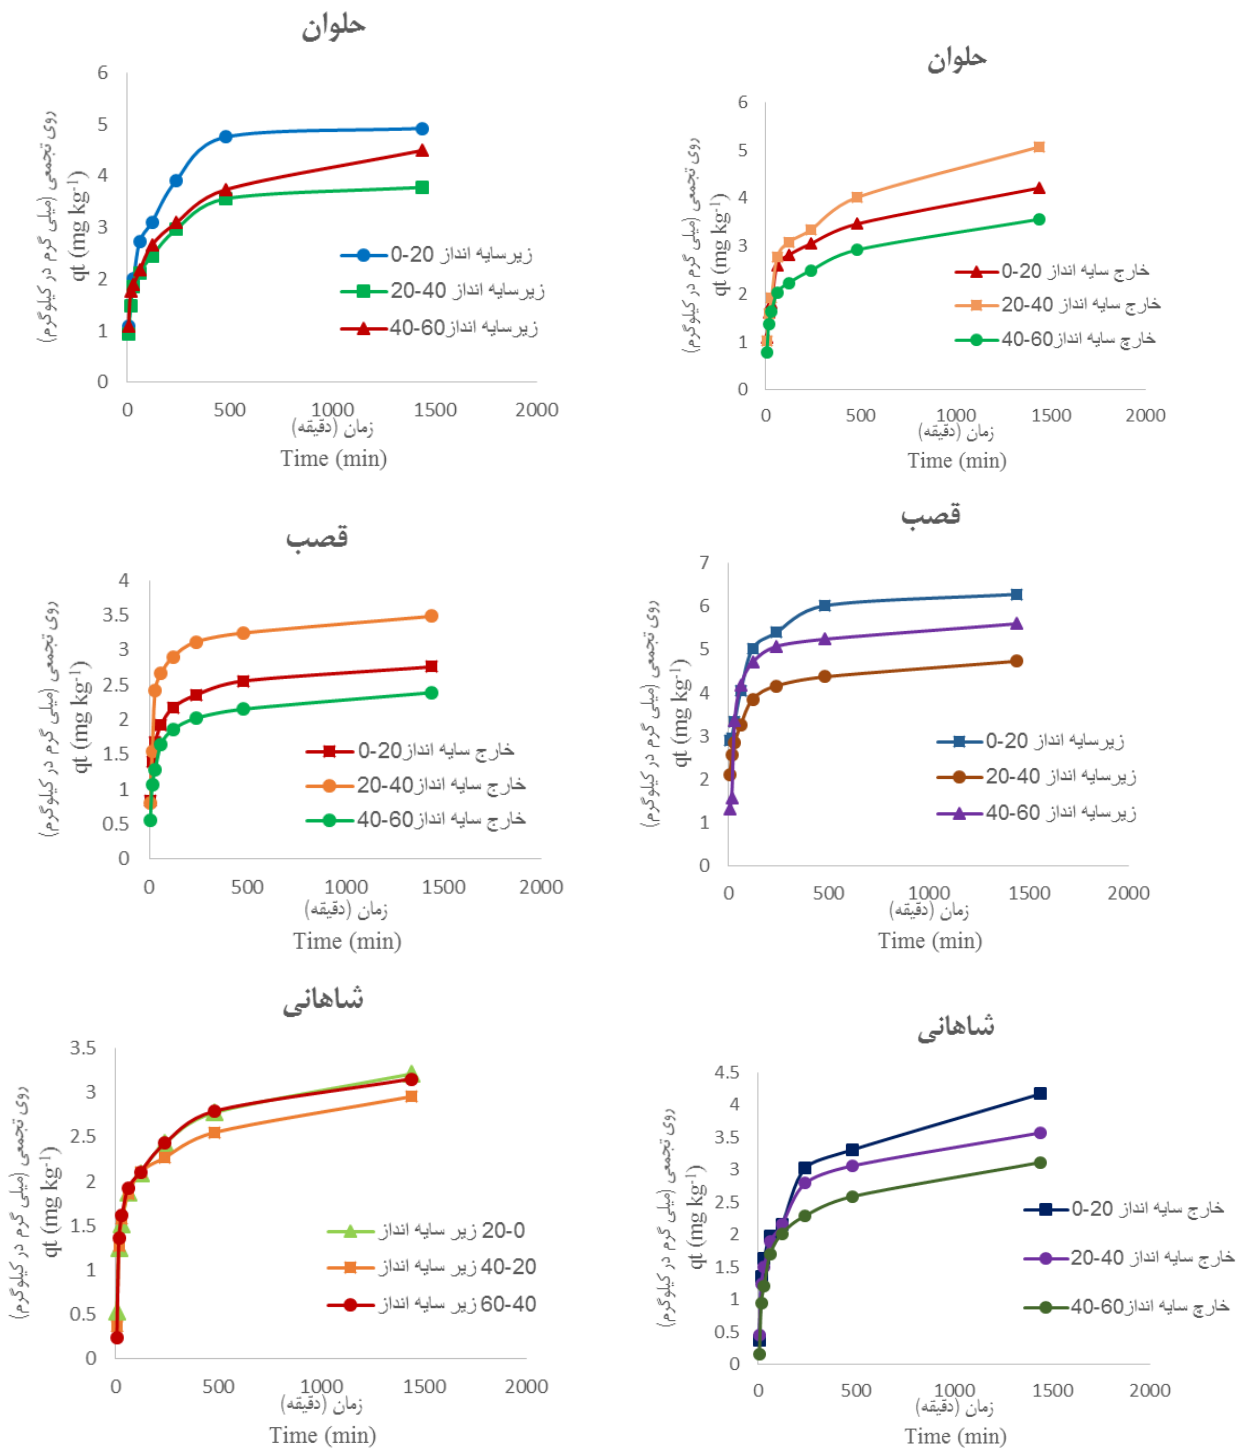 حلوان
6
5
4
3
2
1
0
روی تجمعی (میلی گرم در کیلوگرم)
qt (mg kg-1)
زیرسایه انداز 0-20
زیرسایه انداز 20-40
زیرسایه انداز40-60
0
500
1000
1500
2000
زمان (دقیقه)
Time (min)
حلوان
6
5
4
3
2
1
0
روی تجمعی (میلی گرم در کیلوگرم)
qt (mg kg-1)
خارج سایه انداز 0-20
خارج سایه انداز 20-40
خارج سایه انداز40-60
0
500
1000
1500
2000
زمان (دقیقه)
Time (min)
قصب
4
3.5
3
2.5
2
1.5
1
0.5
0
روی تجمعی (میلی گرم در کیلوگرم)
qt (mg kg-1)
خارج سایه انداز0-20
خارج سایه انداز20-40
خارج سایه انداز40-60
0
500
1000
1500
2000
زمان (دقیقه)
Time (min)
قصب
7
6
5
4
3
2
1
0
روی تجمعی (میلی گرم در کیلوگرم)
qt (mg kg-1)
زیرسایه انداز 0-20
زیرسایه انداز 20-40
زیرسایه انداز 40-60
0
500
1000
1500
2000
زمان (دقیقه)
Time (min)
شاهانی
3.5
3
2.5
2
1.5
1
0.5
0
روی تجمعی (میلی گرم در کیلوگرم)
qt (mg kg-1)
20-0 زیر سایه انداز
40-20 زیر سایه انداز
60-40 زیر سایه انداز
0
500
1000
1500
2000
زمان (دقیقه)
Time (min)
شاهانی
4.5
4
3.5
3
2.5
2
1.5
1
0.5
0
روی تجمعی (میلی گرم در کیلوگرم)
qt (mg kg-1)
خارج سایه انداز 0-20
خارج سایه انداز 20-40
خارج سایه انداز40-60
0
500
1000
1500
2000
زمان (دقیقه)
Time (min)